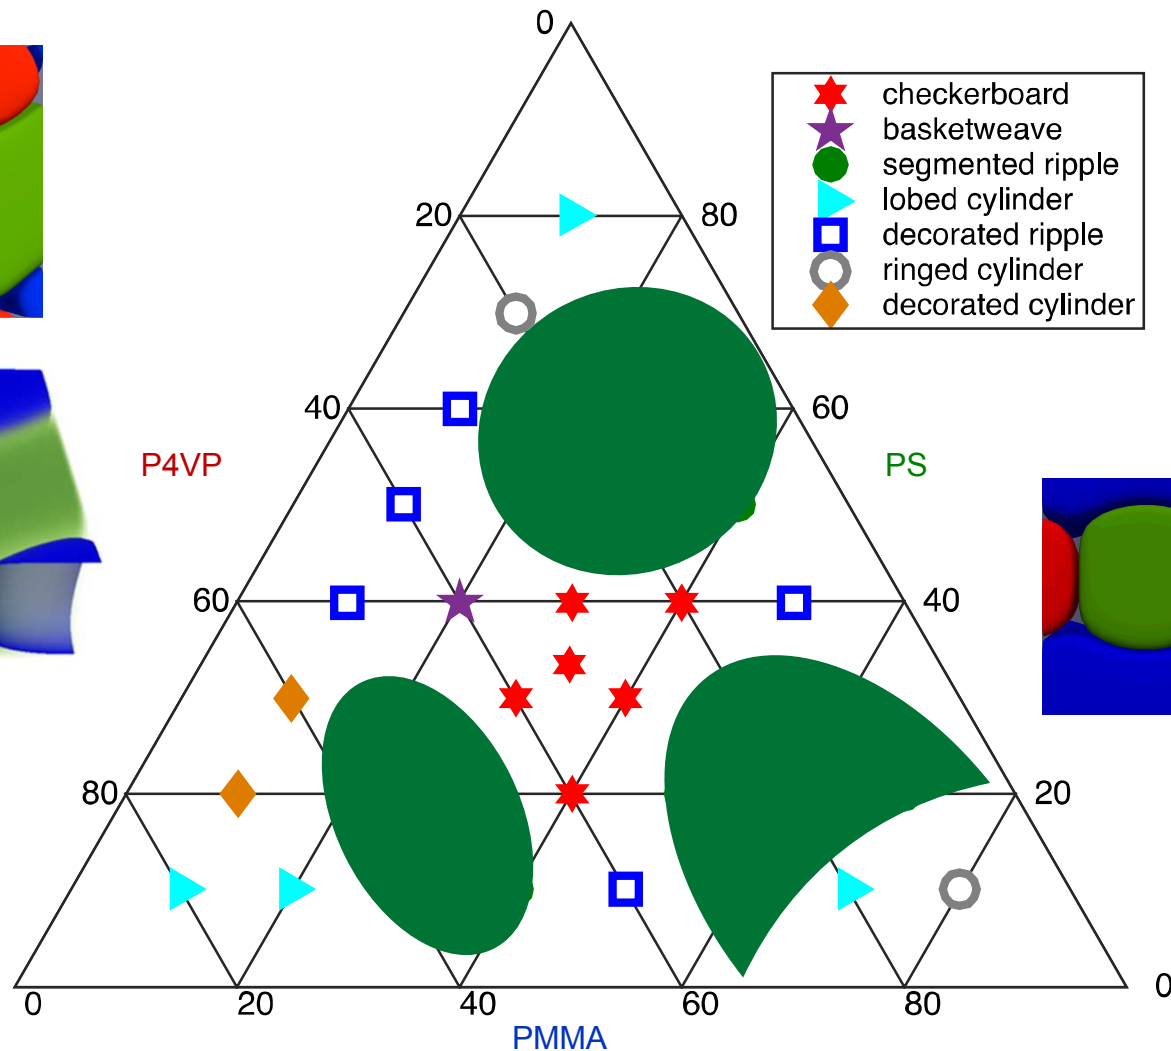 0
checkerboard
basketweave
segmented ripple
lobed cylinder
decorated ripple
ringed cylinder
decorated cylinder
20
80
40
60
P4VP
PS
60
40
80
20
0
20
40
60
80
0
PMMA